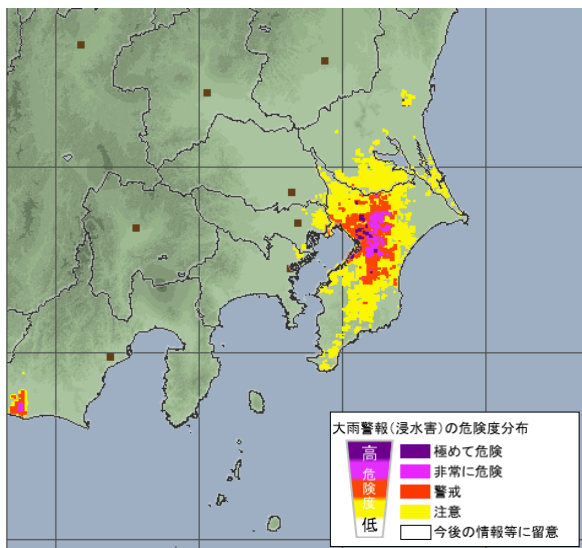 大雨警報(浸水害)の危険度分布
高
危
険
度
低
極めて危険
非常に危険
警戒
注意
今後の情報等に留意